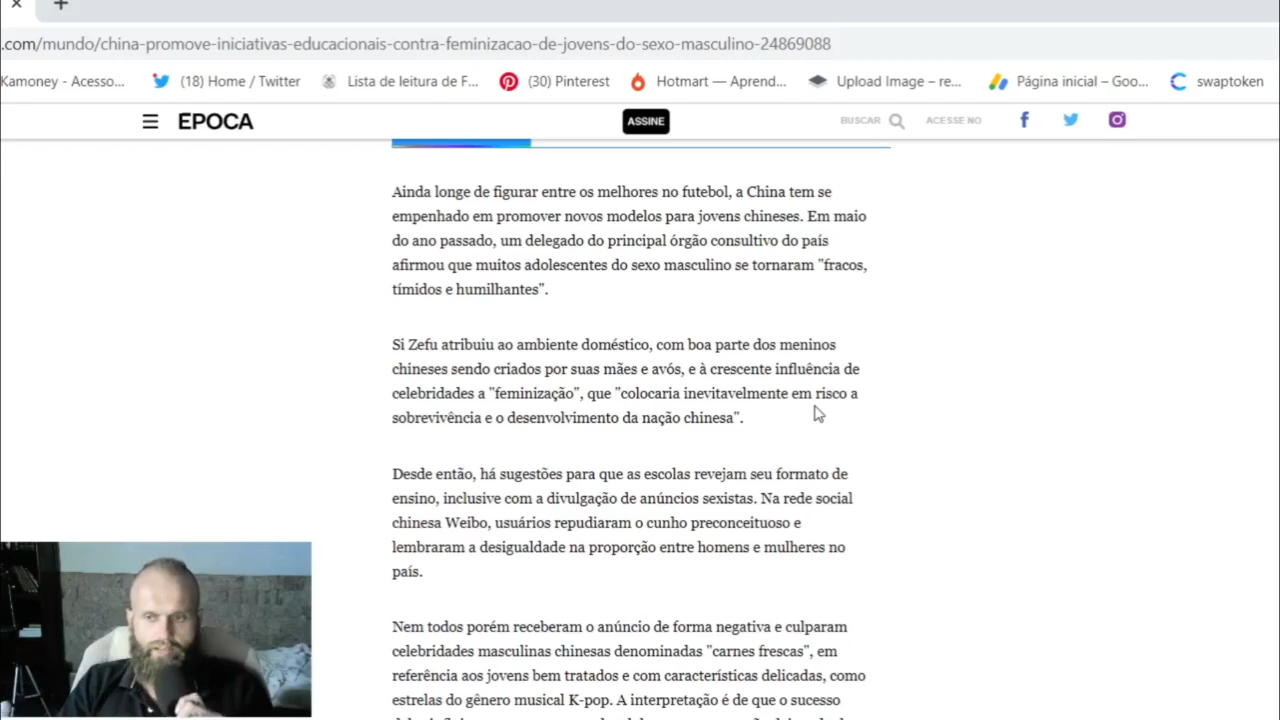 .com/mundo/china-promove-iniciativas-educacionais-contra-feminizacao-de-jovens-do-sexo-masculino-24869088
Kamoney - Acesso... (18) Home / Twitter Lista de leitura de F... (30) Pinterest Hotmart — Aprend... Upload Image – re... Página inicial – Goo... swaptoken
EPOCA ASSINE BUSCAR ACESSE NO
Ainda longe de figurar entre os melhores no futebol, a China tem se
empenhado em promover novos modelos para jovens chineses. Em maio
do ano passado, um delegado do principal órgão consultivo do país
afirmou que muitos adolescentes do sexo masculino se tornaram "fracos,
tímidos e humilhantes".
Si Zefu atribuiu ao ambiente doméstico, com boa parte dos meninos
chineses sendo criados por suas mães e avós, e à crescente influência de
celebridades a "feminização", que "colocaria inevitavelmente em risco a
sobrevivência e o desenvolvimento da nação chinesa".
Desde então, há sugestões para que as escolas revejam seu formato de
ensino, inclusive com a divulgação de anúncios sexistas. Na rede social
chinesa Weibo, usuários repudiaram o cunho preconceituoso e
lembraram a desigualdade na proporção entre homens e mulheres no
país.
Nem todos porém receberam o anúncio de forma negativa e culparam
celebridades masculinas chinesas denominadas "carnes frescas", em
referência aos jovens bem tratados e com características delicadas, como
estrelas do gênero musical K-pop. A interpretação é de que o sucesso